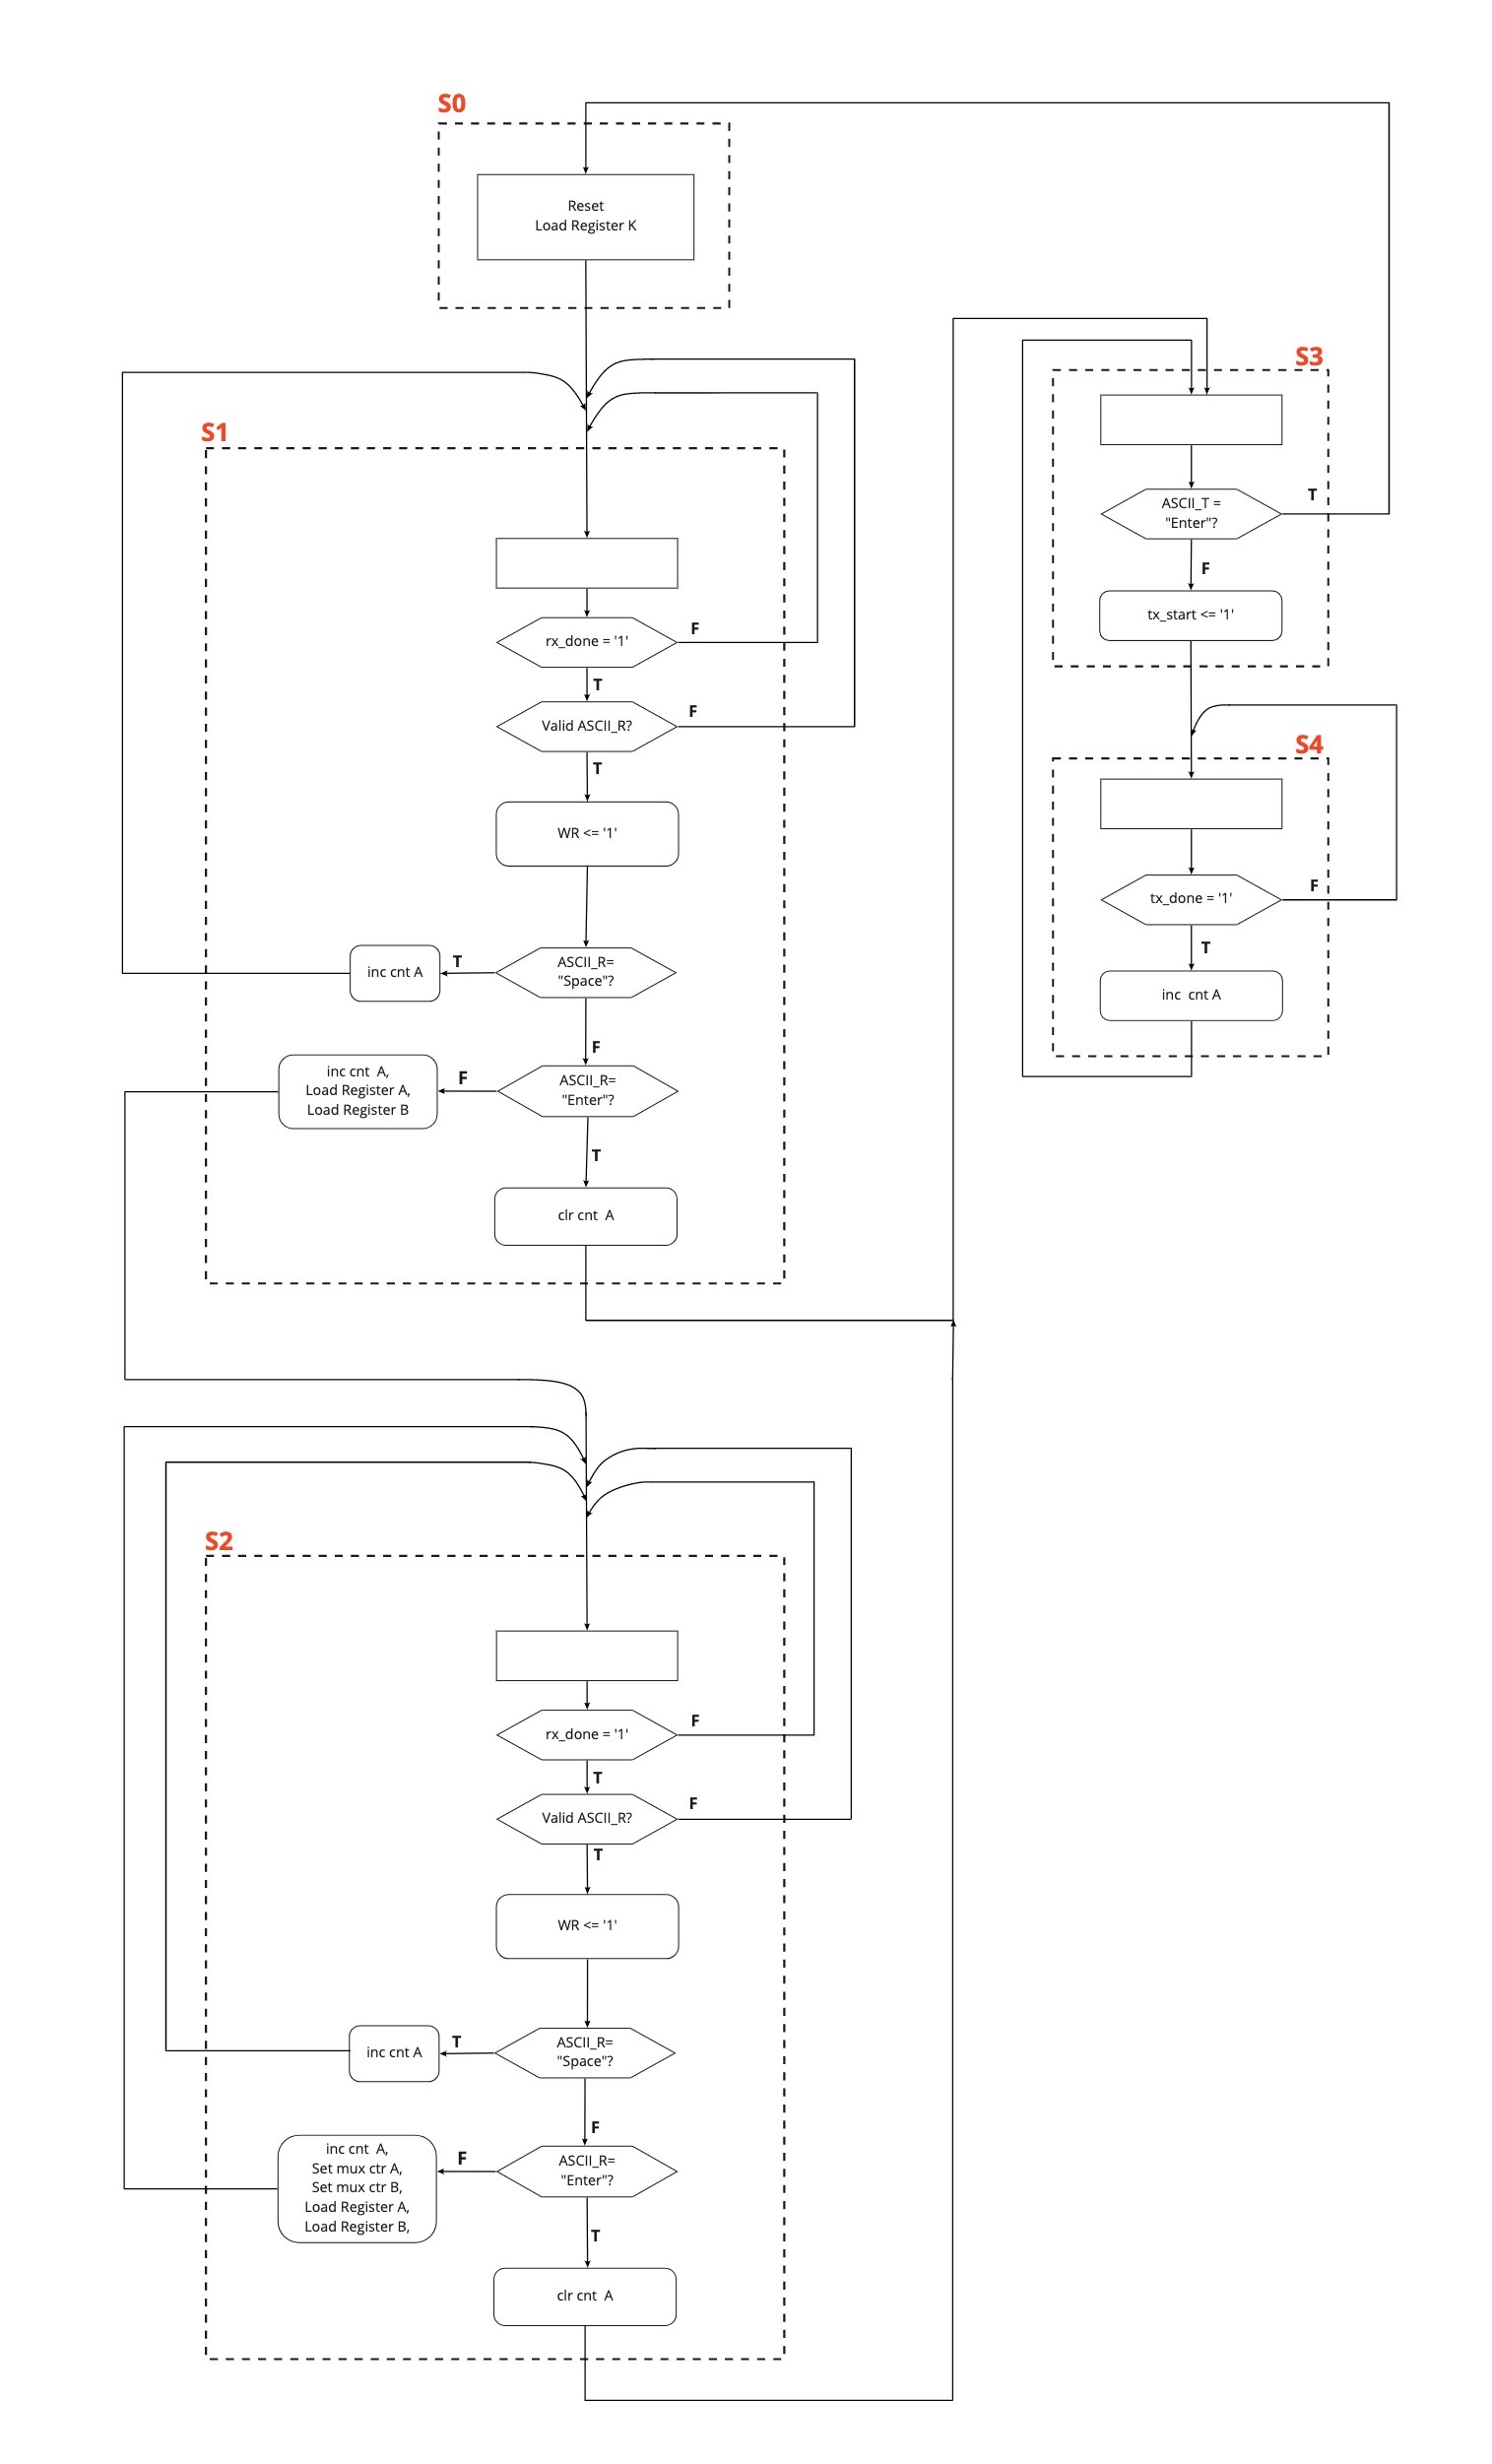 S0
Reset
Load Register K
S1
rx_done = '1'
F
T
Valid ASCII_R?
F
T
WR <= '1'
ASCII_R=
"Space"?
T
inc cnt A
F
ASCII_R=
"Enter"?
F
inc cnt  A,
Load Register A,
Load Register B
T
clr cnt  A
S3
ASCII_T =
"Enter"?
T
F
tx_start <= '1'
S4
tx_done = '1'
F
T
inc  cnt A
S2
rx_done = '1'
F
T
Valid ASCII_R?
F
T
WR <= '1'
ASCII_R=
"Space"?
T
inc cnt A
F
ASCII_R=
"Enter"?
F
inc cnt  A,
Set mux ctr A,
Set mux ctr B,
Load Register A,
Load Register B,
T
clr cnt  A